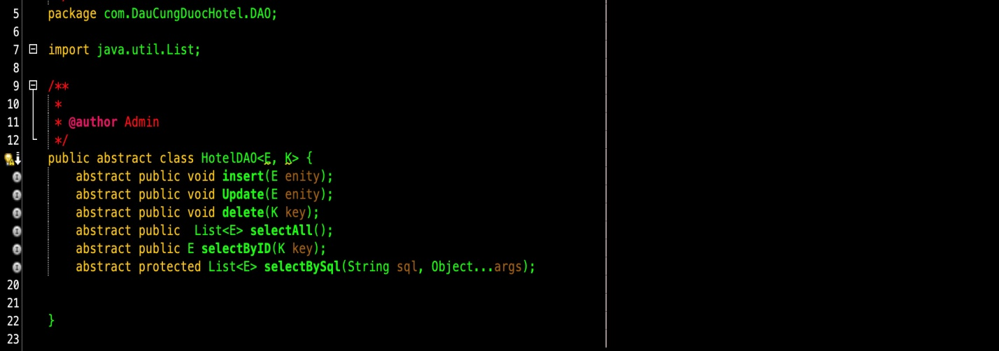 5 package com.DauCungDuocHotel.DAO;
6
7 import java.util.List;
8
9 /**
10 *
11 * @author Admin
12 */
public abstract class HotelDAO<E, K> {
abstract public void insert(E enity);
abstract public void Update(E enity);
abstract public void delete(K key);
abstract public  List<E> selectAll();
abstract public E selectByID(K key);
abstract protected List<E> selectBySql(String sql, Object...args);
20
21
22 }
23